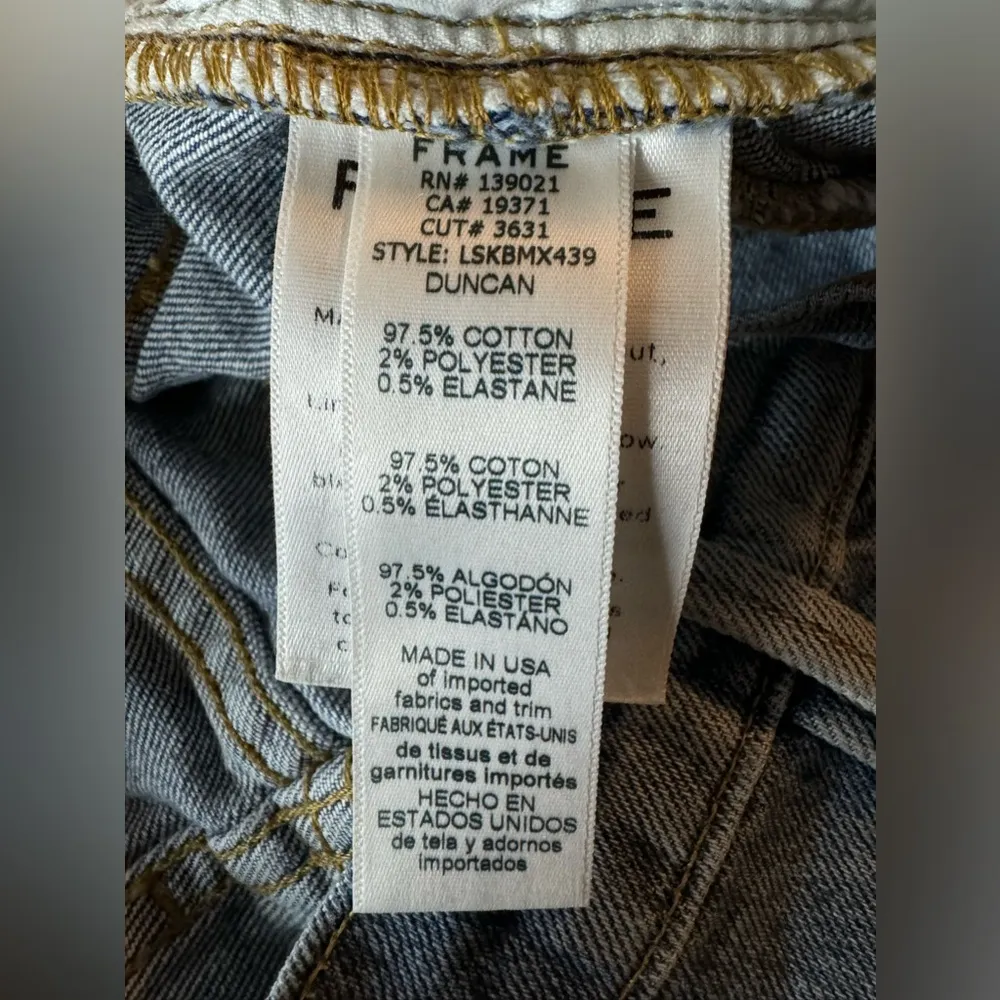 FRAME
RN# 139021
CA# 19371
CUT# 3631
STYLE: LSKBMX439
DUNCAN
97.5% COTTON
2% POLYESTER
0.5% ELASTANE
97.5% COTON
2% POLYESTER
0.5% ÉLASTHANNE
97.5% ALGODÓN
2% POLIÉSTER
0.5% ELASTANO
MADE IN USA
of imported
fabrics and trim
FABRIQUÉ AUX ÉTATS-UNIS
de tissus et de
garnitures importés
HECHO EN
ESTADOS UNIDOS
de tela y adornos
importados